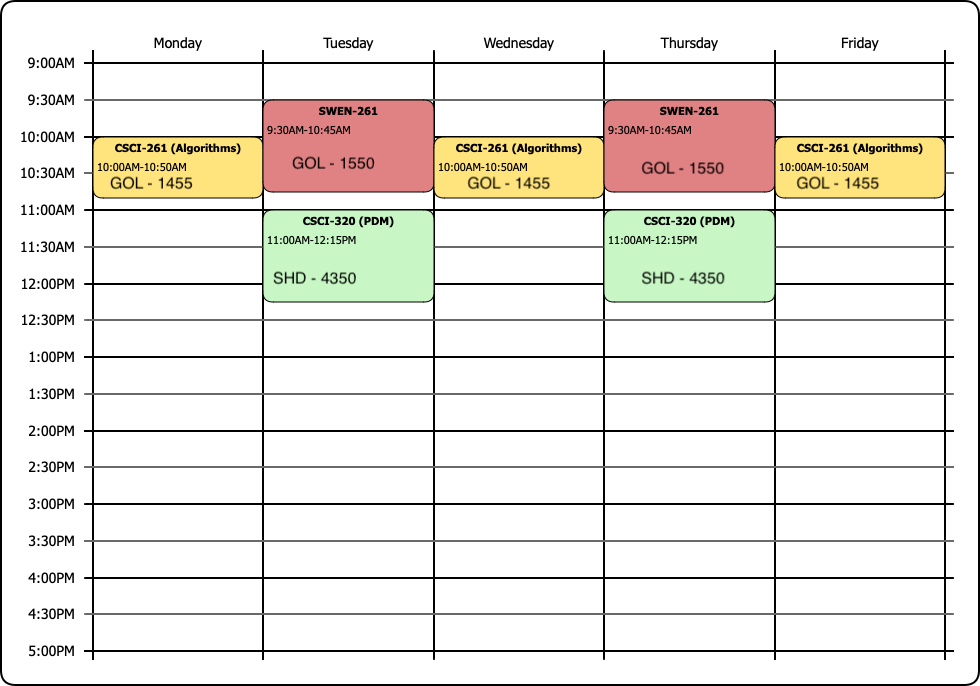 Monday Tuesday Wednesday Thursday Friday
9:00AM
9:30AM
SWEN-261 SWEN-261
9:30AM-10:45AM 9:30AM-10:45AM
10:00AM
CSCI-261 (Algorithms) CSCI-261 (Algorithms) CSCI-261 (Algorithms)
GOL - 1550 GOL - 1550
10:00AM-10:50AM 10:00AM-10:50AM 10:00AM-10:50AM
10:30AM
GOL - 1455 GOL - 1455 GOL - 1455
11:00AM
CSCI-320 (PDM) CSCI-320 (PDM)
11:00AM-12:15PM 11:00AM-12:15PM
11:30AM
SHD - 4350 SHD - 4350
12:00PM
12:30PM
1:00PM
1:30PM
2:00PM
2:30PM
3:00PM
3:30PM
4:00PM
4:30PM
5:00PM